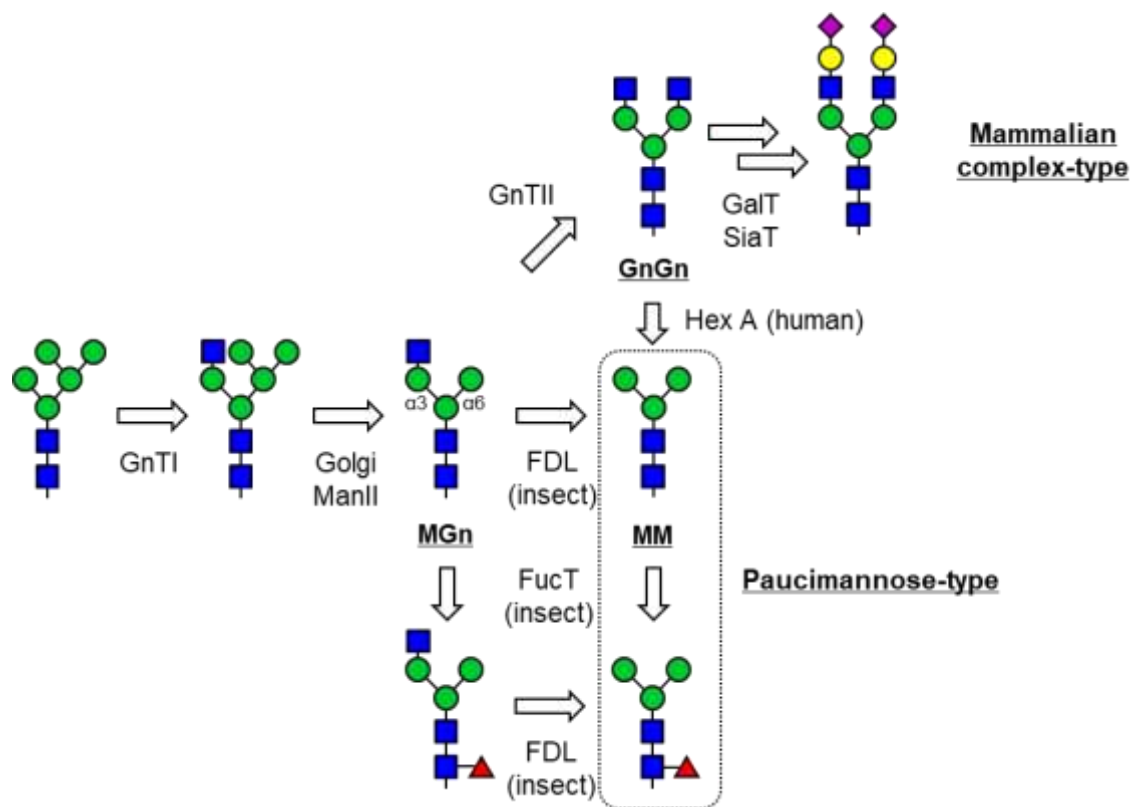 Mammalian
complex-type
GnTII
GalT
SiaT
GnGn
Hex A (human)
α3
α6
GnTI
Golgi
ManII
FDL
(insect)
MGn
MM
FucT
(insect)
Paucimannose-type
FDL
(insect)